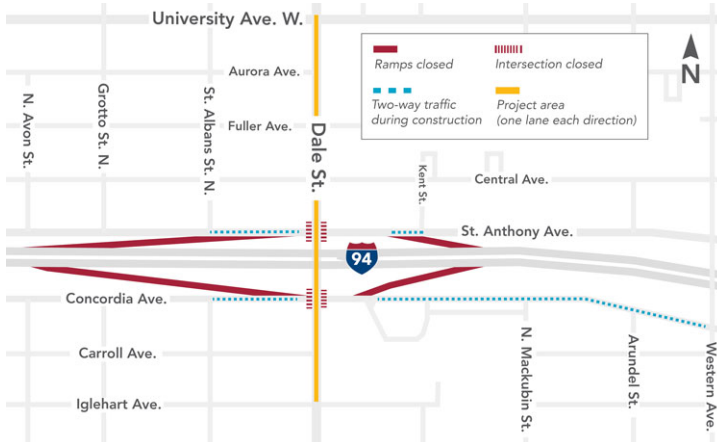 University Ave. W.
Ramps closed
Intersection closed
Two-way traffic
during construction
Project area
(one lane each direction)
N
Aurora Ave.
N. Avon St.
Grotto St. N.
St. Albans St. N.
Fuller Ave.
Dale St.
Central Ave.
Kent St.
St. Anthony Ave.
94
Concordia Ave.
N. Mackubin St.
Arundel St.
Western Ave.
Carroll Ave.
Iglehart Ave.